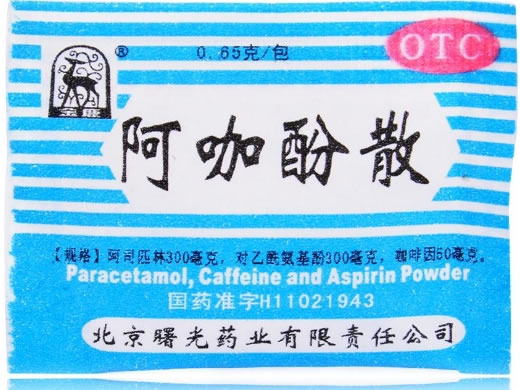 ® 0.65克/包 OTC
阿咖酚散
【规格】阿司匹林300毫克,对乙酰氨基酚300毫克,咖啡因50毫克。
Paracetamol, Caffeine and Aspirin Powder
国药准字H11021943
北京曙光药业有限责任公司